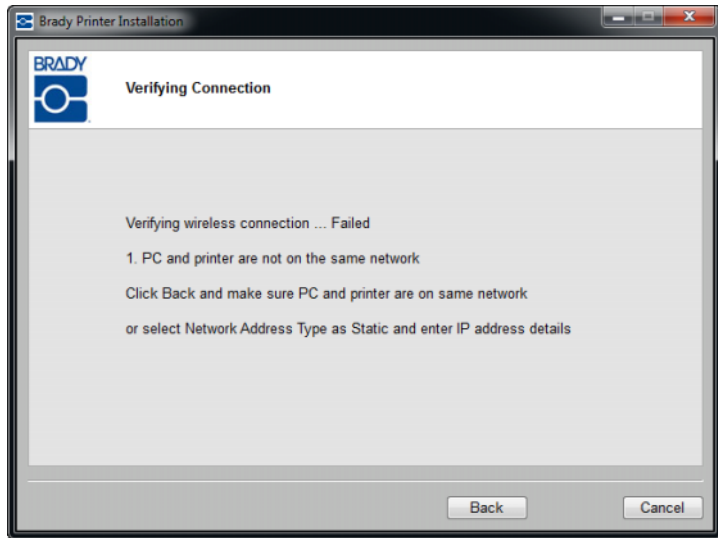 Brady Printer Installation
BRADY
Verifying Connection
Verifying wireless connection ... Failed
1. PC and printer are not on the same network
Click Back and make sure PC and printer are on same network
or select Network Address Type as Static and enter IP address details
Back
Cancel